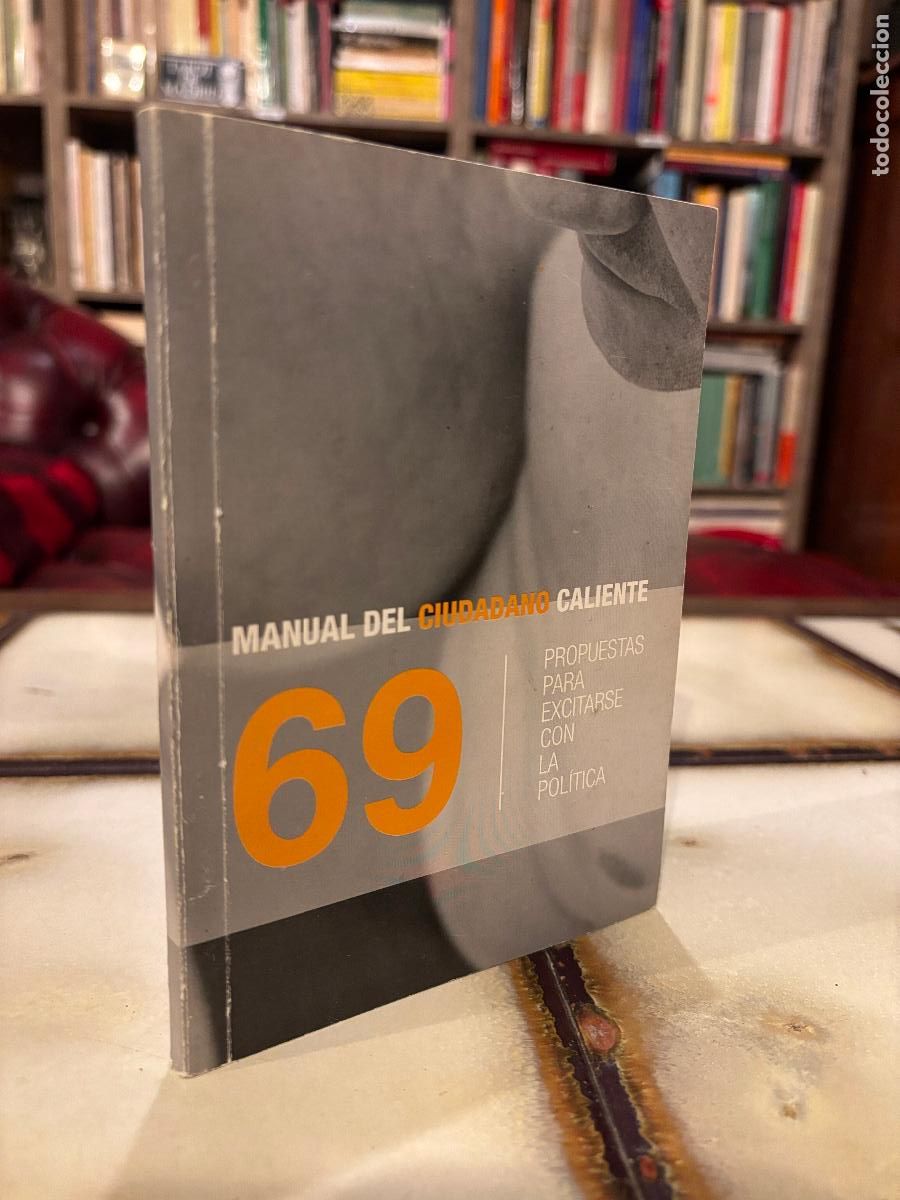 todocoleccion
MANUAL DEL CIUDADANO CALIENTE
69
PROPUESTAS
PARA
EXCITARSE
CON
LA
POLÍTICA